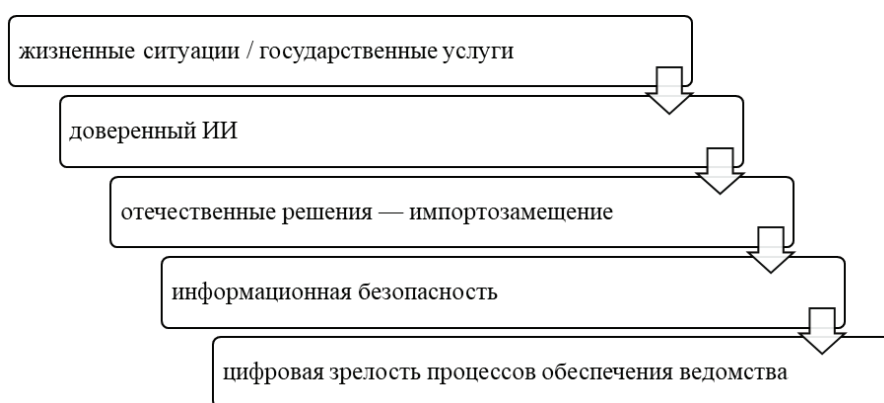 жизненные ситуации / государственные услуги
доверенный ИИ
отечественные решения — импортозамещение
информационная безопасность
цифровая зрелость процессов обеспечения ведомства